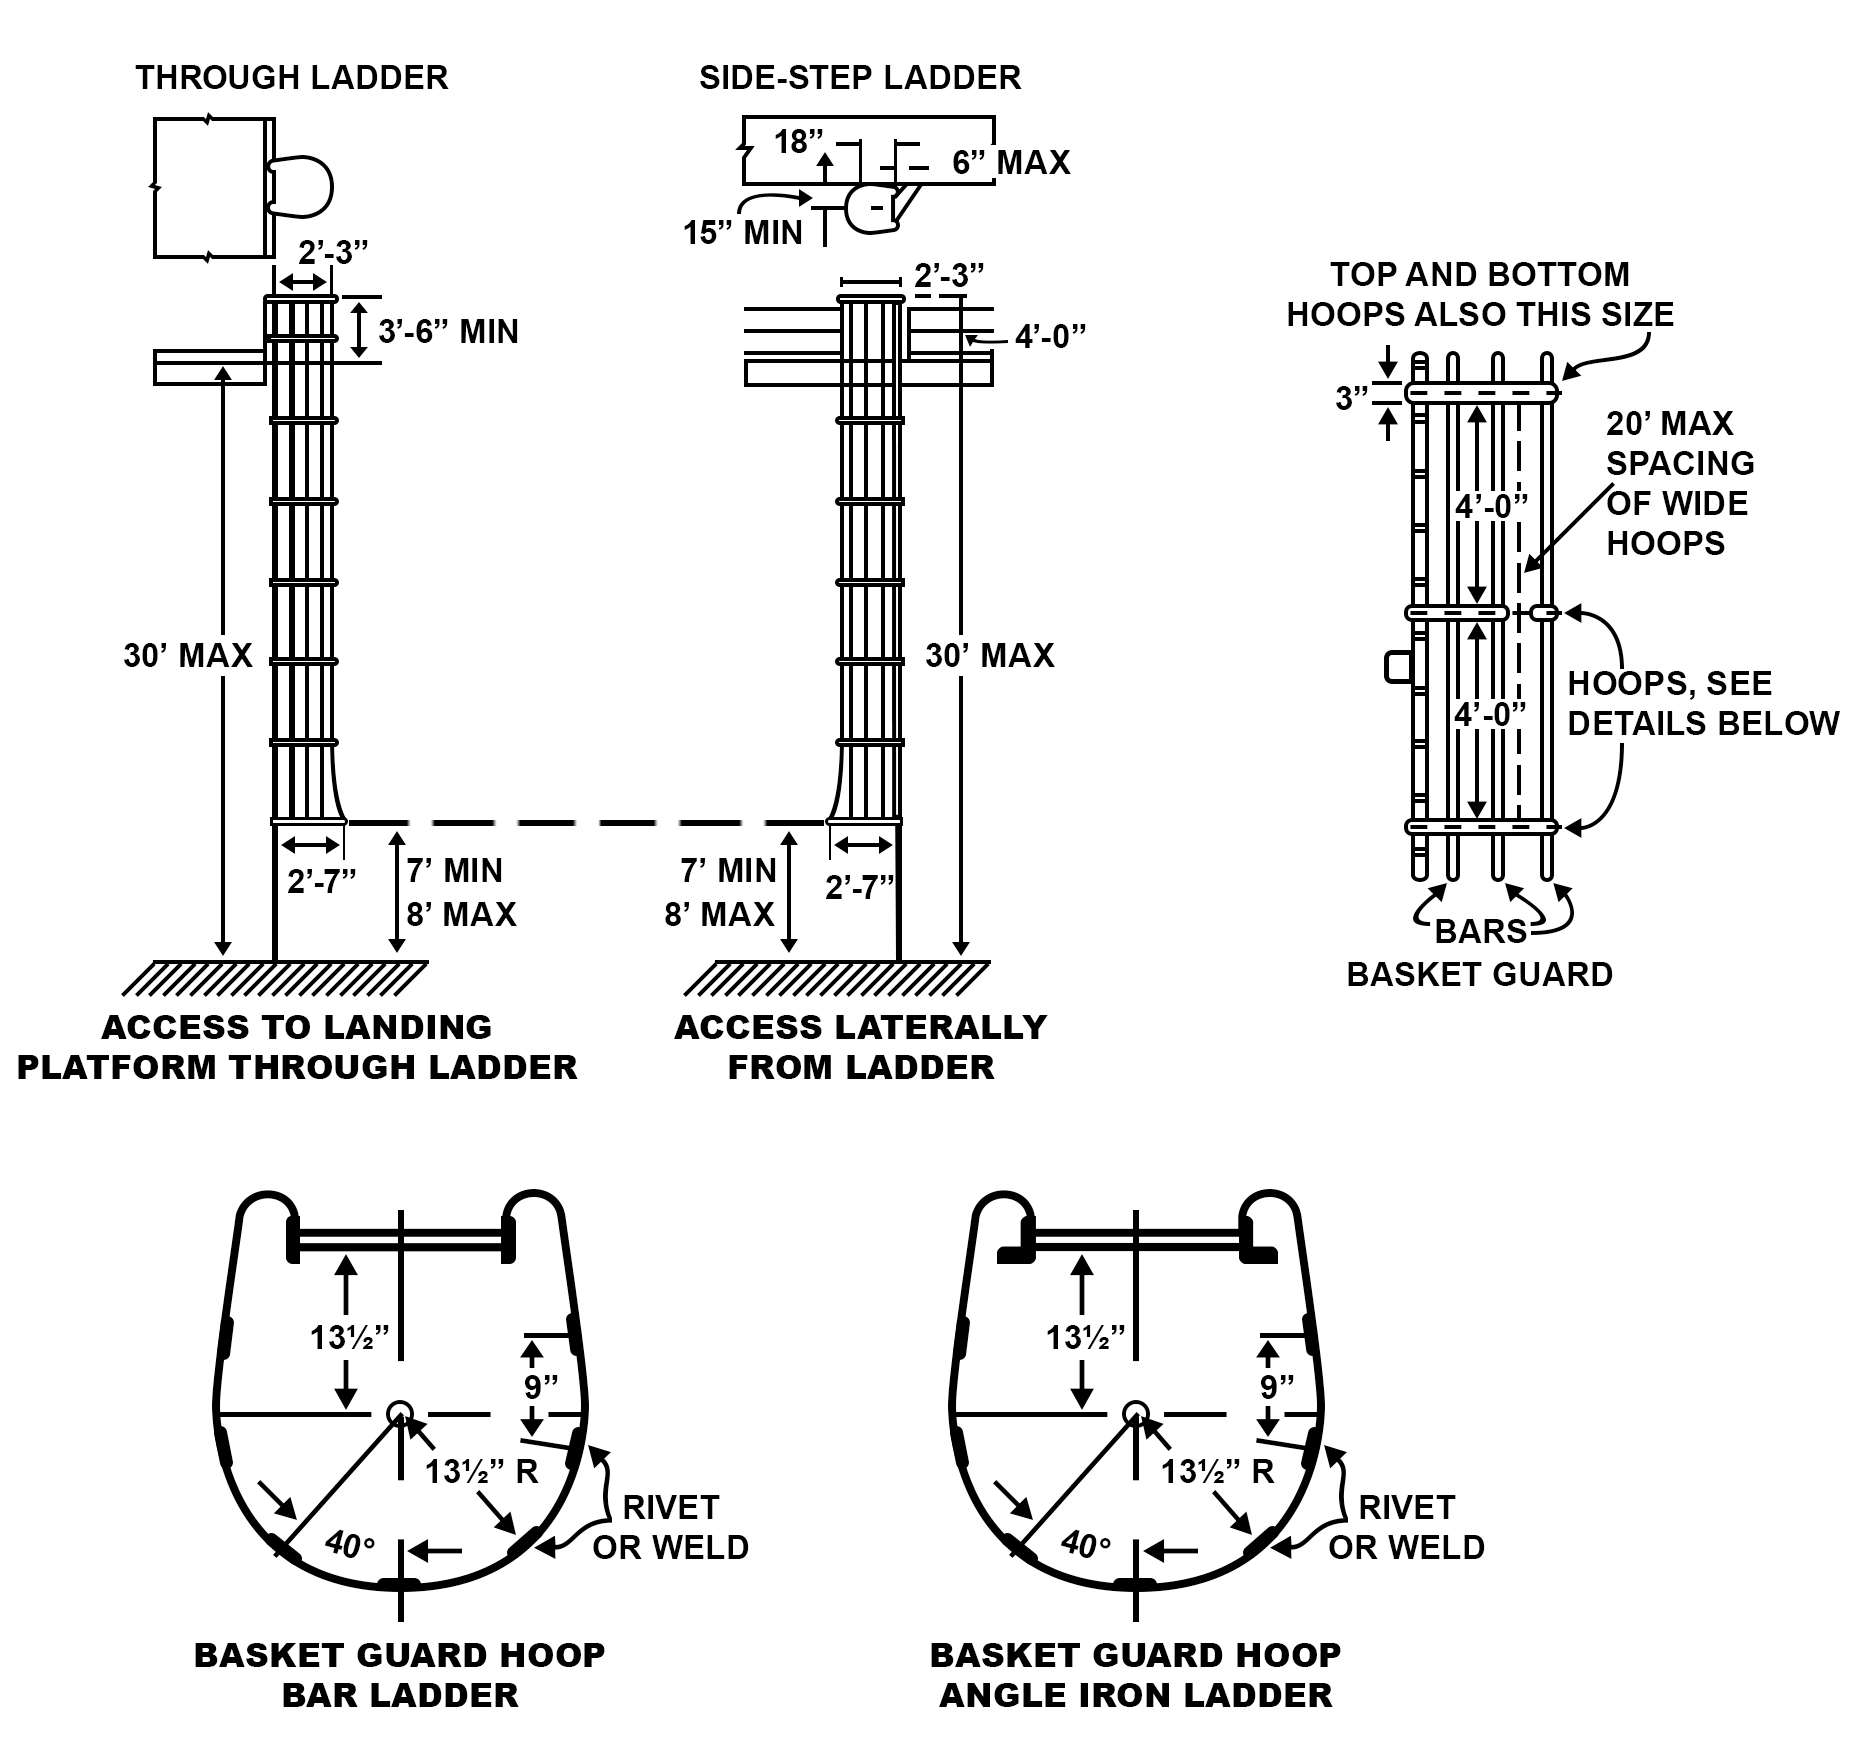 THROUGH LADDER
2’-3”
3’-6” MIN
30’ MAX
2’-7”
7’ MIN
8’ MAX
ACCESS TO LANDING
PLATFORM THROUGH LADDER
SIDE-STEP LADDER
18”
6” MAX
15” MIN
2’-3”
4’-0”
30’ MAX
7’ MIN
8’ MAX
2’-7”
ACCESS LATERALLY
FROM LADDER
TOP AND BOTTOM
HOOPS ALSO THIS SIZE
3”
20’ MAX
SPACING
OF WIDE
HOOPS
4’-0”
4’-0”
HOOPS, SEE
DETAILS BELOW
BARS
BASKET GUARD
13½”
9”
13½” R
40°
RIVET
OR WELD
BASKET GUARD HOOP
BAR LADDER
13½”
9”
13½” R
40°
RIVET
OR WELD
BASKET GUARD HOOP
ANGLE IRON LADDER